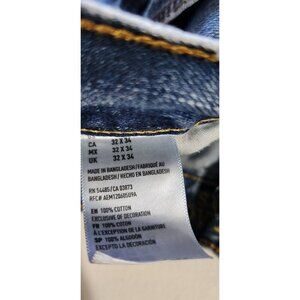 CA 32 X 34
MX 32 X 34
UK 32 X 34
MADE IN BANGLADESH/FABRIQUÉ AU
BANGLADESH / HECHO EN BANGLADESH
RN 54485/CA 03873
RFC# AEM1206050U9A
EN 100% COTTON
EXCLUSIVE OF DECORATION
FR 100% COTON
À L'EXCEPTION DE LA GARNITURE
SP 100% ALGODÓN
EXCEPTO LA DECORACIÓN